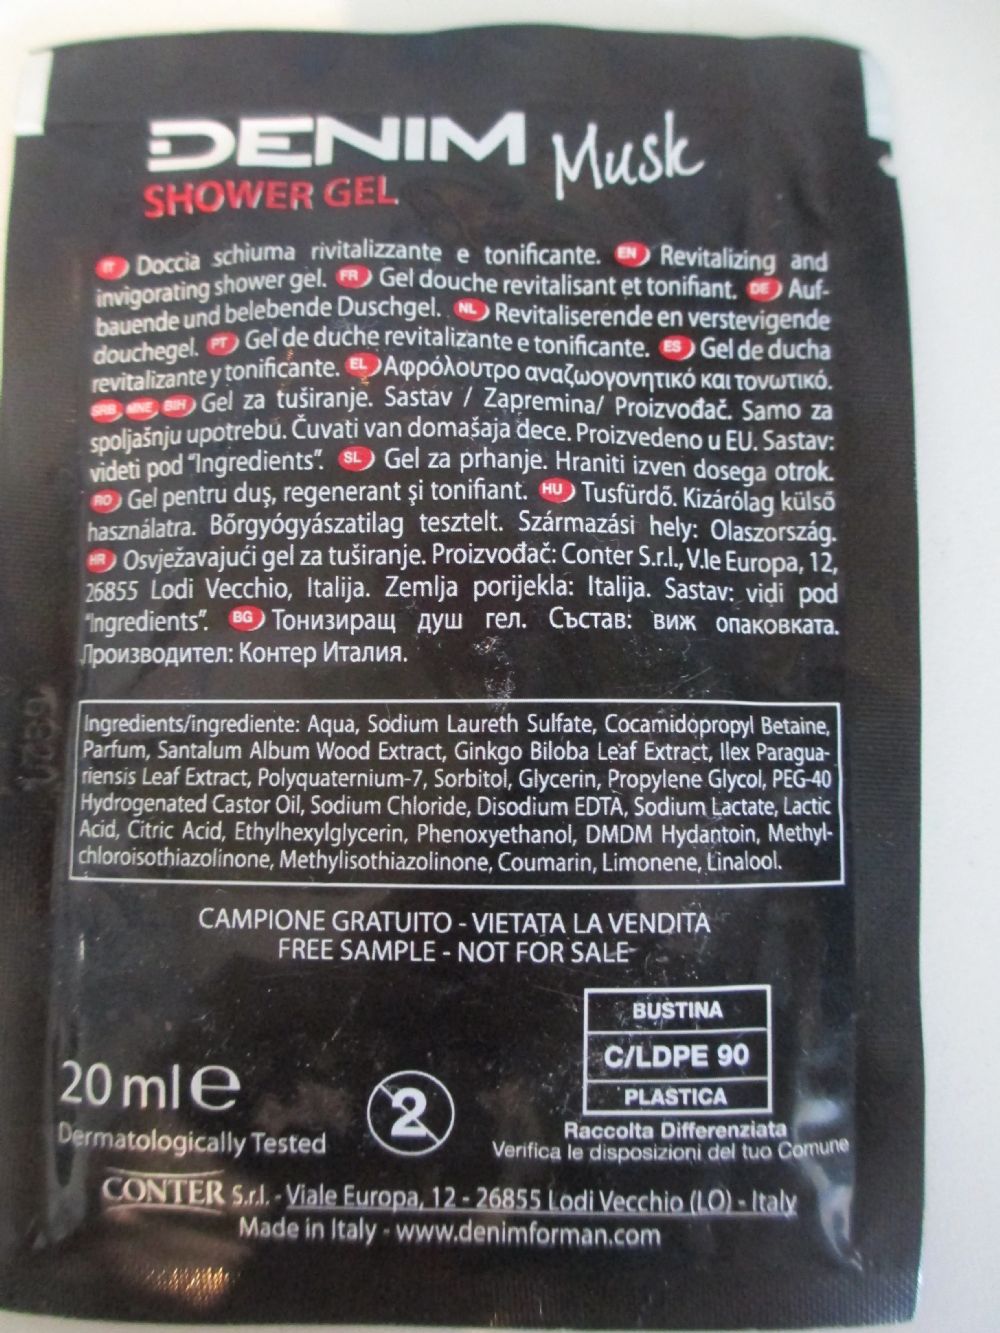 DENIM Musk
SHOWER GEL
IT Doccia schiuma rivitalizzante e tonificante. EN Revitalizing and
invigorating shower gel. FR Gel douche revitalisant et tonifiant. DE Auf-
bauende und belebende Duschgel. NL Revitaliserende en verstevigende
douchegel. PT Gel de duche revitalizante e tonificante. ES Gel de ducha
revitalizante y tonificante. EL Αφρόλουτρο αναζωογονητικό και τονωτικό.
SRB MNE BIH Gel za tuširanje. Sastav / Zapremina/ Proizvođač. Samo za
spoljašnju upotrebu. Čuvati van domašaja dece. Proizvedeno u EU. Sastav:
videti pod "Ingredients". SL Gel za prhanje. Hraniti izven dosega otrok.
RO Gel pentru duş, regenerant şi tonifiant. HU Tusfürdő. Kizárólag külső
használatra. Bőrgyógyászatilag tesztelt. Származási hely: Olaszország.
HR Osvježavajući gel za tuširanje. Proizvođač: Conter S.r.l., V.le Europa, 12,
26855 Lodi Vecchio, Italija. Zemlja porijekla: Italija. Sastav: vidi pod
"Ingredients". BG Тонизиращ душ гел. Състав: виж опаковката.
Производител: Контер Италия.
Ingredients/ingrediente: Aqua, Sodium Laureth Sulfate, Cocamidopropyl Betaine,
Parfum, Santalum Album Wood Extract, Ginkgo Biloba Leaf Extract, Ilex Paragua-
riensis Leaf Extract, Polyquaternium-7, Sorbitol, Glycerin, Propylene Glycol, PEG-40
Hydrogenated Castor Oil, Sodium Chloride, Disodium EDTA, Sodium Lactate, Lactic
Acid, Citric Acid, Ethylhexylglycerin, Phenoxyethanol, DMDM Hydantoin, Methyl-
chloroisothiazolinone, Methylisothiazolinone, Coumarin, Limonene, Linalool.
CAMPIONE GRATUITO - VIETATA LA VENDITA
FREE SAMPLE - NOT FOR SALE
BUSTINA
C/LDPE 90
PLASTICA
Raccolta Differenziata
Verifica le disposizioni del tuo Comune
20 ml e
Dermatologically Tested
2
CONTER S.r.l. - Viale Europa, 12 - 26855 Lodi Vecchio (LO) - Italy
Made in Italy - www.denimforman.com